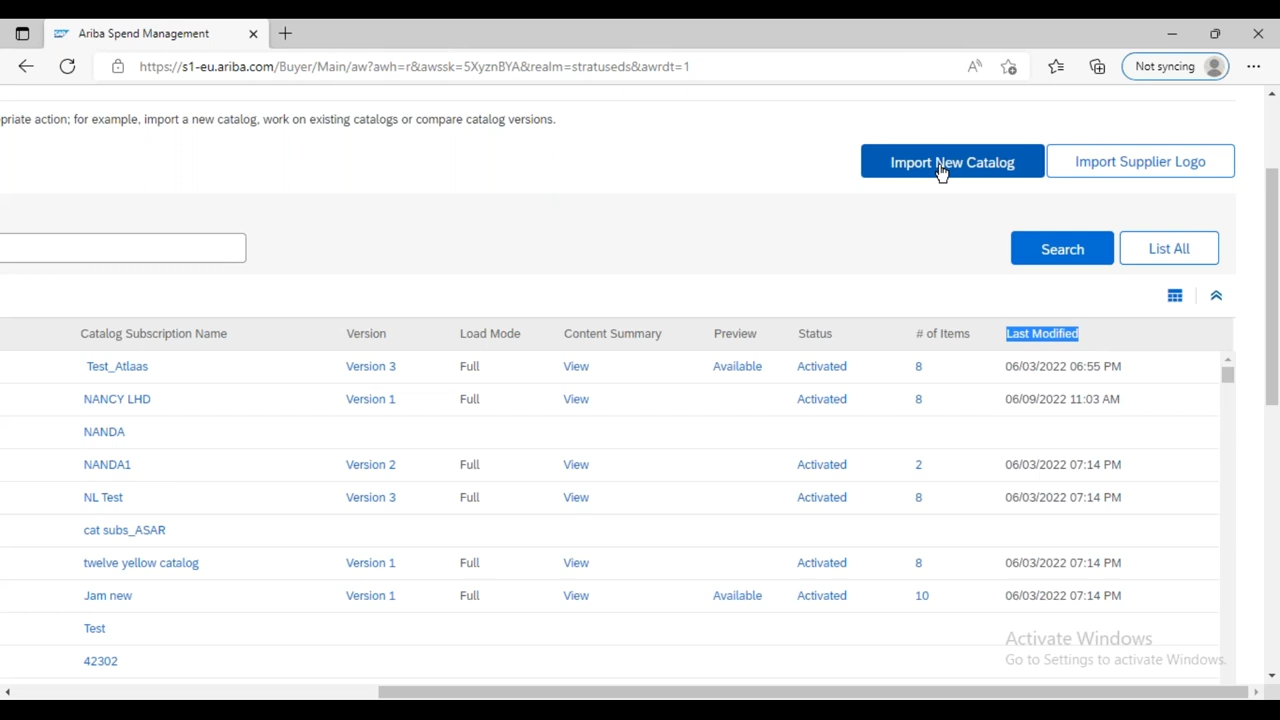 Ariba Spend Management
https://s1-eu.ariba.com/Buyer/Main/aw?awh=r&awssk=5XyznBYA&realm=stratuseds&awrdt=1
Not syncing
priate action; for example, import a new catalog, work on existing catalogs or compare catalog versions.
Import New Catalog Import Supplier Logo
Search List All
Catalog Subscription Name Version Load Mode Content Summary Preview Status # of Items Last Modified
Test_Atlaas Version 3 Full View Available Activated 8 06/03/2022 06:55 PM
NANCY LHD Version 1 Full View Activated 8 06/09/2022 11:03 AM
NANDA
NANDA1 Version 2 Full View Activated 2 06/03/2022 07:14 PM
NL Test Version 3 Full View Activated 8 06/03/2022 07:14 PM
cat subs_ASAR
twelve yellow catalog Version 1 Full View Activated 8 06/03/2022 07:14 PM
Jam new Version 1 Full View Available Activated 10 06/03/2022 07:14 PM
Test
42302
Activate Windows
Go to Settings to activate Windows.